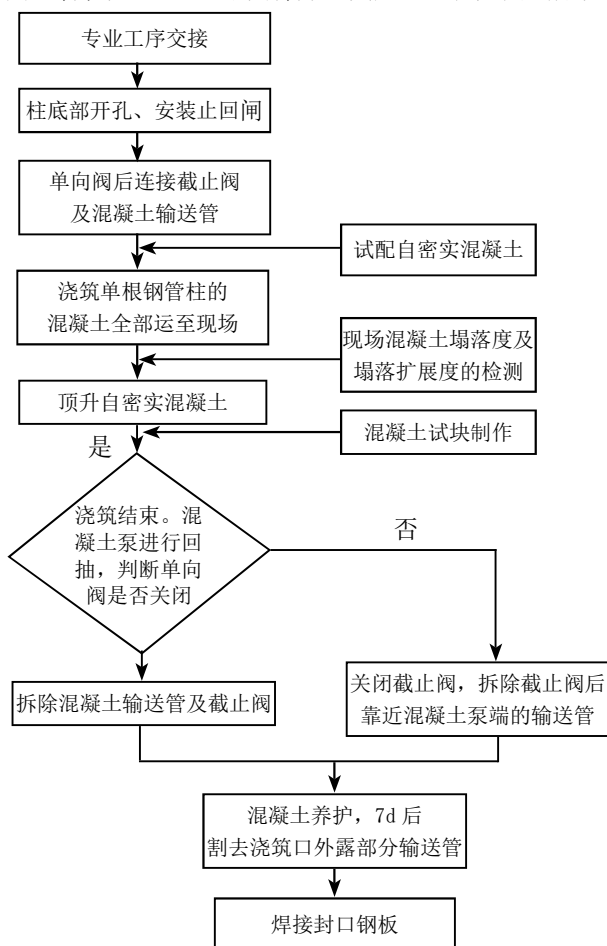 专业工序交接
柱底部开孔、安装止回闸
单向阀后连接截止阀
及混凝土输送管
试配自密实混凝土
浇筑单根钢管柱的
混凝土全部运至现场
现场混凝土塌落度及
塌落扩展度的检测
顶升自密实混凝土
混凝土试块制作
是
浇筑结束。混
凝土泵进行回
抽，判断单向
阀是否关闭
否
拆除混凝土输送管及截止阀
关闭截止阀，拆除截止阀后
靠近混凝土泵端的输送管
混凝土养护，7d 后
割去浇筑口外露部分输送管
焊接封口钢板